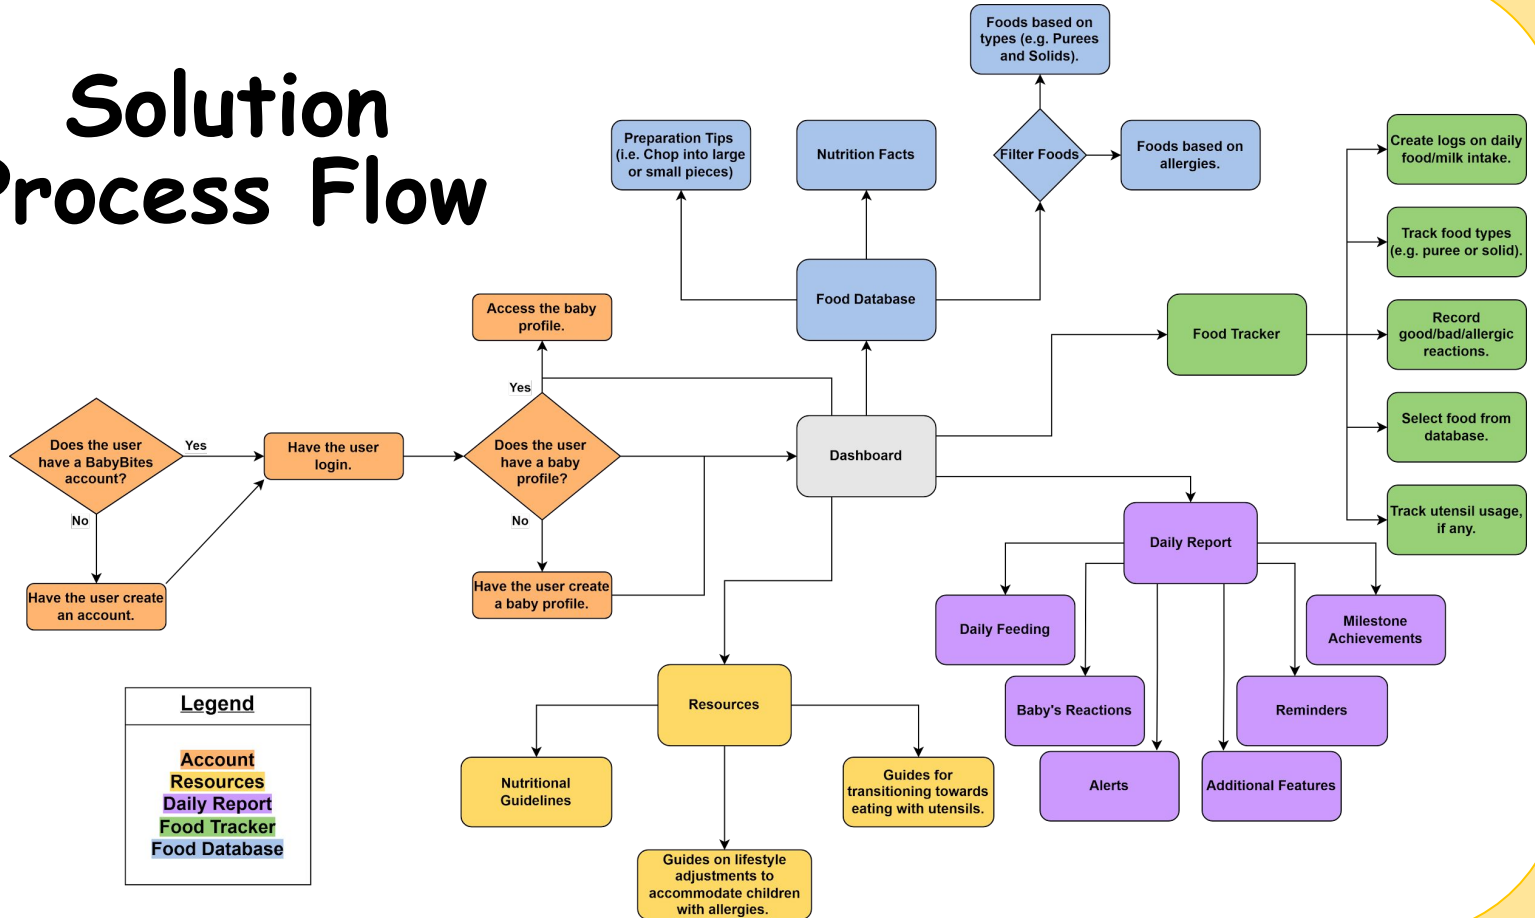 Solution
Process Flow
Foods based on
types (e.g. Purees
and Solids).
Preparation Tips
(i.e. Chop into large
or small pieces)
Nutrition Facts
Filter Foods
Foods based on
allergies.
Create logs on daily
food/milk intake.
Track food types
(e.g. puree or solid).
Food Database
Access the baby
profile.
Food Tracker
Record
good/bad/allergic
reactions.
Yes
Does the user
have a BabyBites
account?
Yes
Have the user
login.
Does the user
have a baby
profile?
Dashboard
Select food from
database.
No
No
Track utensil usage,
if any.
Daily Report
Have the user create
an account.
Have the user create
a baby profile.
Daily Feeding
Milestone
Achievements
Resources
Baby's Reactions
Reminders
Legend
Account
Resources
Daily Report
Food Tracker
Food Database
Nutritional
Guidelines
Guides for
transitioning towards
eating with utensils.
Alerts
Additional Features
Guides on lifestyle
adjustments to
accommodate children
with allergies.